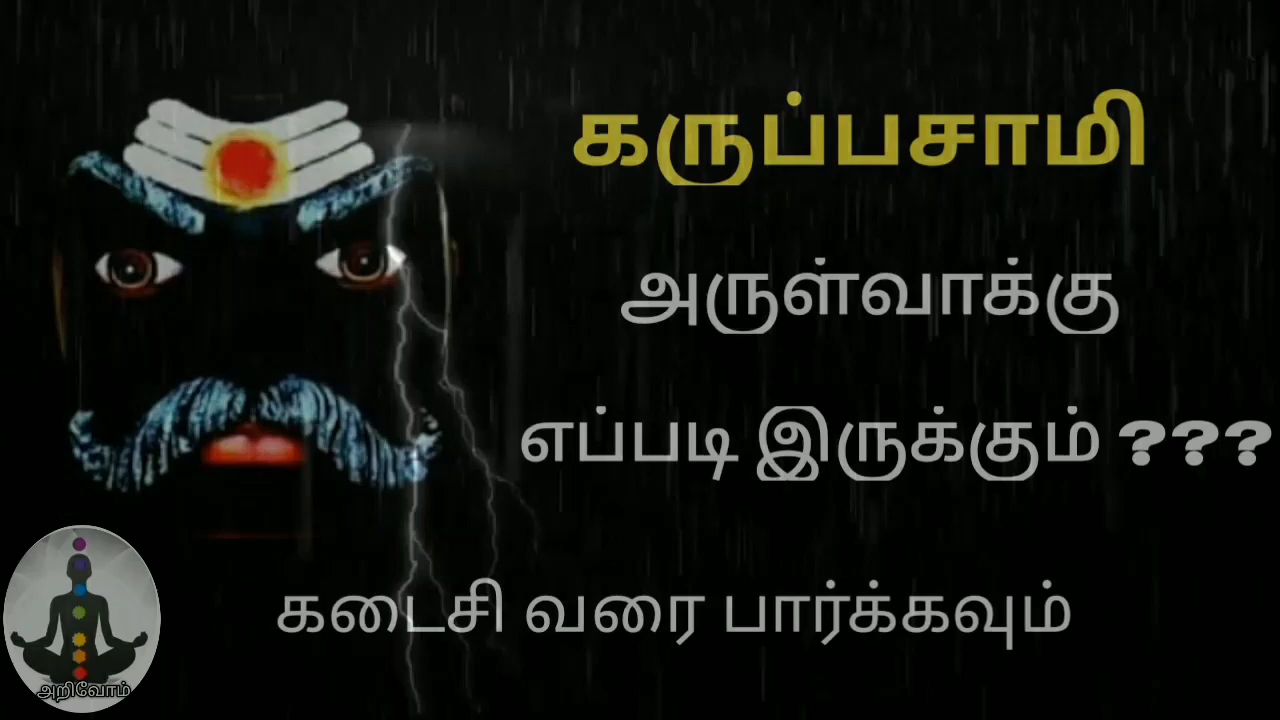 கருப்பசாமி
அருள்வாக்கு
எப்படி இருக்கும் ???
கடைசி வரை பார்க்கவும்
அறிவோம்